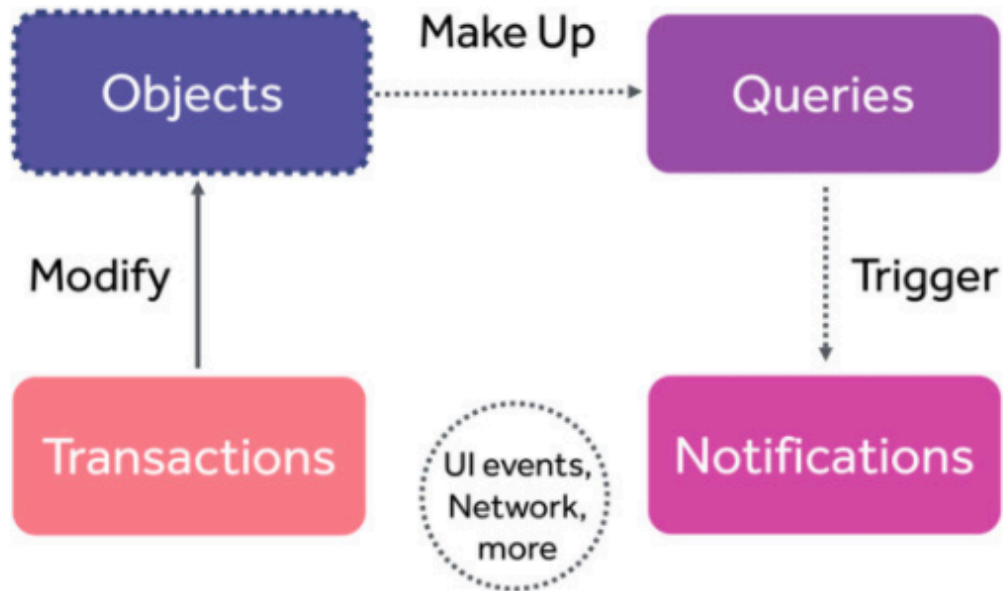 Make Up
Objects
Queries
Modify
Trigger
Transactions
UI events,
Network,
more
Notifications